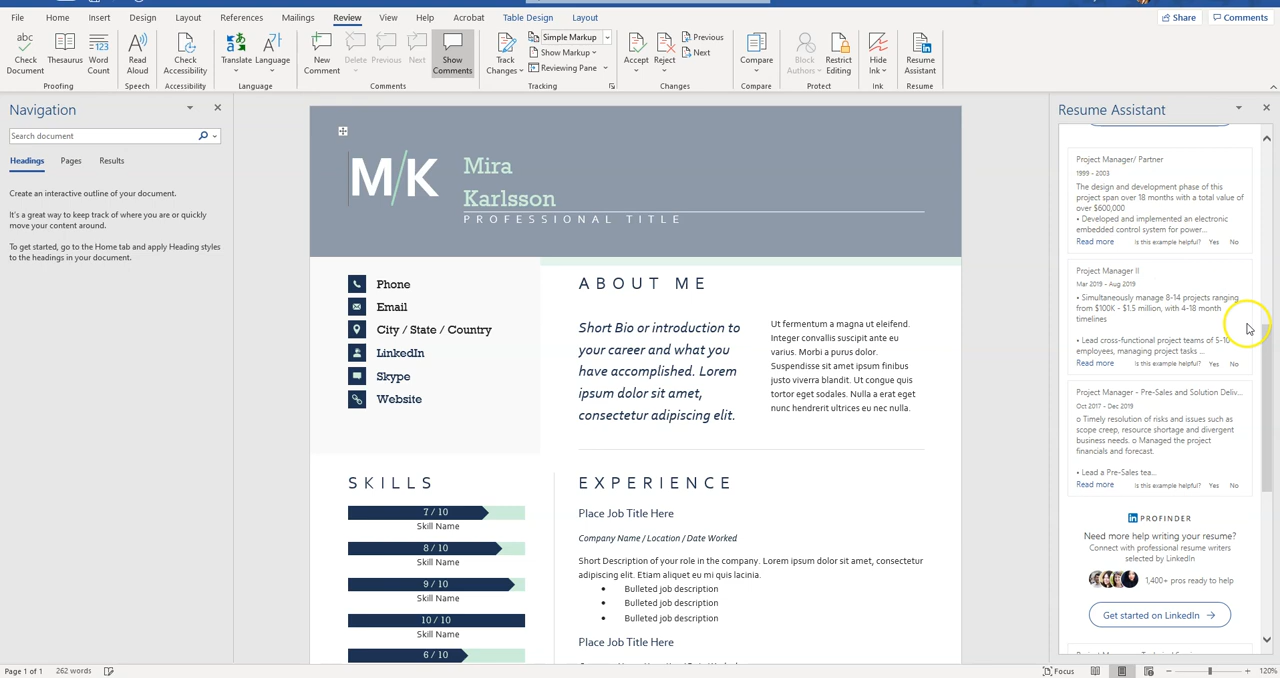 File Home Insert Design Layout References Mailings Review View Help Acrobat Table Design Layout Share Comments
abc Check Document
Thesaurus
123 Word Count
Read Aloud
Check Accessibility
Translate
Language
New Comment
Delete
Previous
Next
Show Comments
Track Changes
Simple Markup
Show Markup
Reviewing Pane
Accept
Reject
Previous
Next
Compare
Block Authors
Restrict Editing
Hide Ink
Resume Assistant
Proofing Speech Accessibility Language Comments Tracking Changes Compare Protect Ink Resume
Navigation
Search document
Headings Pages Results
Create an interactive outline of your document.
It's a great way to keep track of where you are or quickly
move your content around.
To get started, go to the Home tab and apply Heading styles
to the headings in your document.
M/K
Mira
Karlsson
PROFESSIONAL TITLE
Phone
Email
City / State / Country
LinkedIn
Skype
Website
ABOUT ME
Short Bio or introduction to
your career and what you
have accomplished. Lorem
ipsum dolor sit amet,
consectetur adipiscing elit.
Ut fermentum a magna ut eleifend.
Integer convallis suscipit ante eu
varius. Morbi a purus dolor.
Suspendisse sit amet ipsum finibus
justo viverra blandit. Ut congue quis
tortor eget sodales. Nulla a erat eget
nunc hendrerit ultrices eu nec nulla.
SKILLS
7 / 10
Skill Name
8 / 10
Skill Name
9 / 10
Skill Name
10 / 10
Skill Name
6 / 10
EXPERIENCE
Place Job Title Here
Company Name / Location / Date Worked
Short Description of your role in the company. Lorem ipsum dolor sit amet, consectetur
adipiscing elit. Etiam aliquet eu mi quis lacinia.
• Bulleted job description
• Bulleted job description
• Bulleted job description
Place Job Title Here
Resume Assistant
Project Manager/ Partner
1999 - 2003
The design and development phase of this
project span over 18 months with a total value of
over $600,000
• Developed and implemented an electronic
embedded control system for power...
Read more Is this example helpful? Yes No
Project Manager II
Mar 2019 - Aug 2019
• Simultaneously manage 8-14 projects ranging
from $100K - $1.5 million, with 4-18 month
timelines
• Lead cross-functional project teams of 5-10
employees, managing project tasks ...
Read more Is this example helpful? Yes No
Project Manager - Pre-Sales and Solution Deliv...
Oct 2017 - Dec 2019
o Timely resolution of risks and issues such as
scope creep, resource shortage and divergent
business needs. o Managed the project
financials and forecast.
• Lead a Pre-Sales tea...
Read more Is this example helpful? Yes No
in PROFINDER
Need more help writing your resume?
Connect with professional resume writers
selected by LinkedIn
1,400+ pros ready to help
Get started on LinkedIn →
Page 1 of 1 262 words Focus 120%